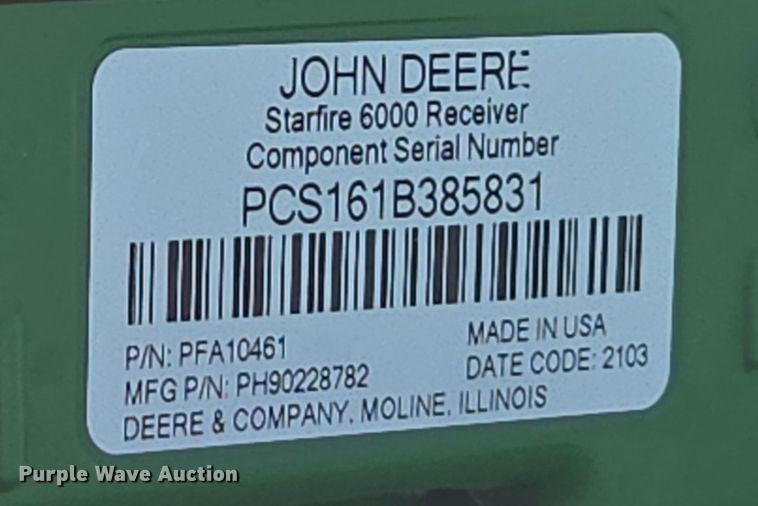 JOHN DEERE
Starfire 6000 Receiver
Component Serial Number
PCS161B385831
P/N: PFA10461
MADE IN USA
MFG P/N: PH90228782
DATE CODE: 2103
DEERE & COMPANY, MOLINE, ILLINOIS
Purple Wave Auction